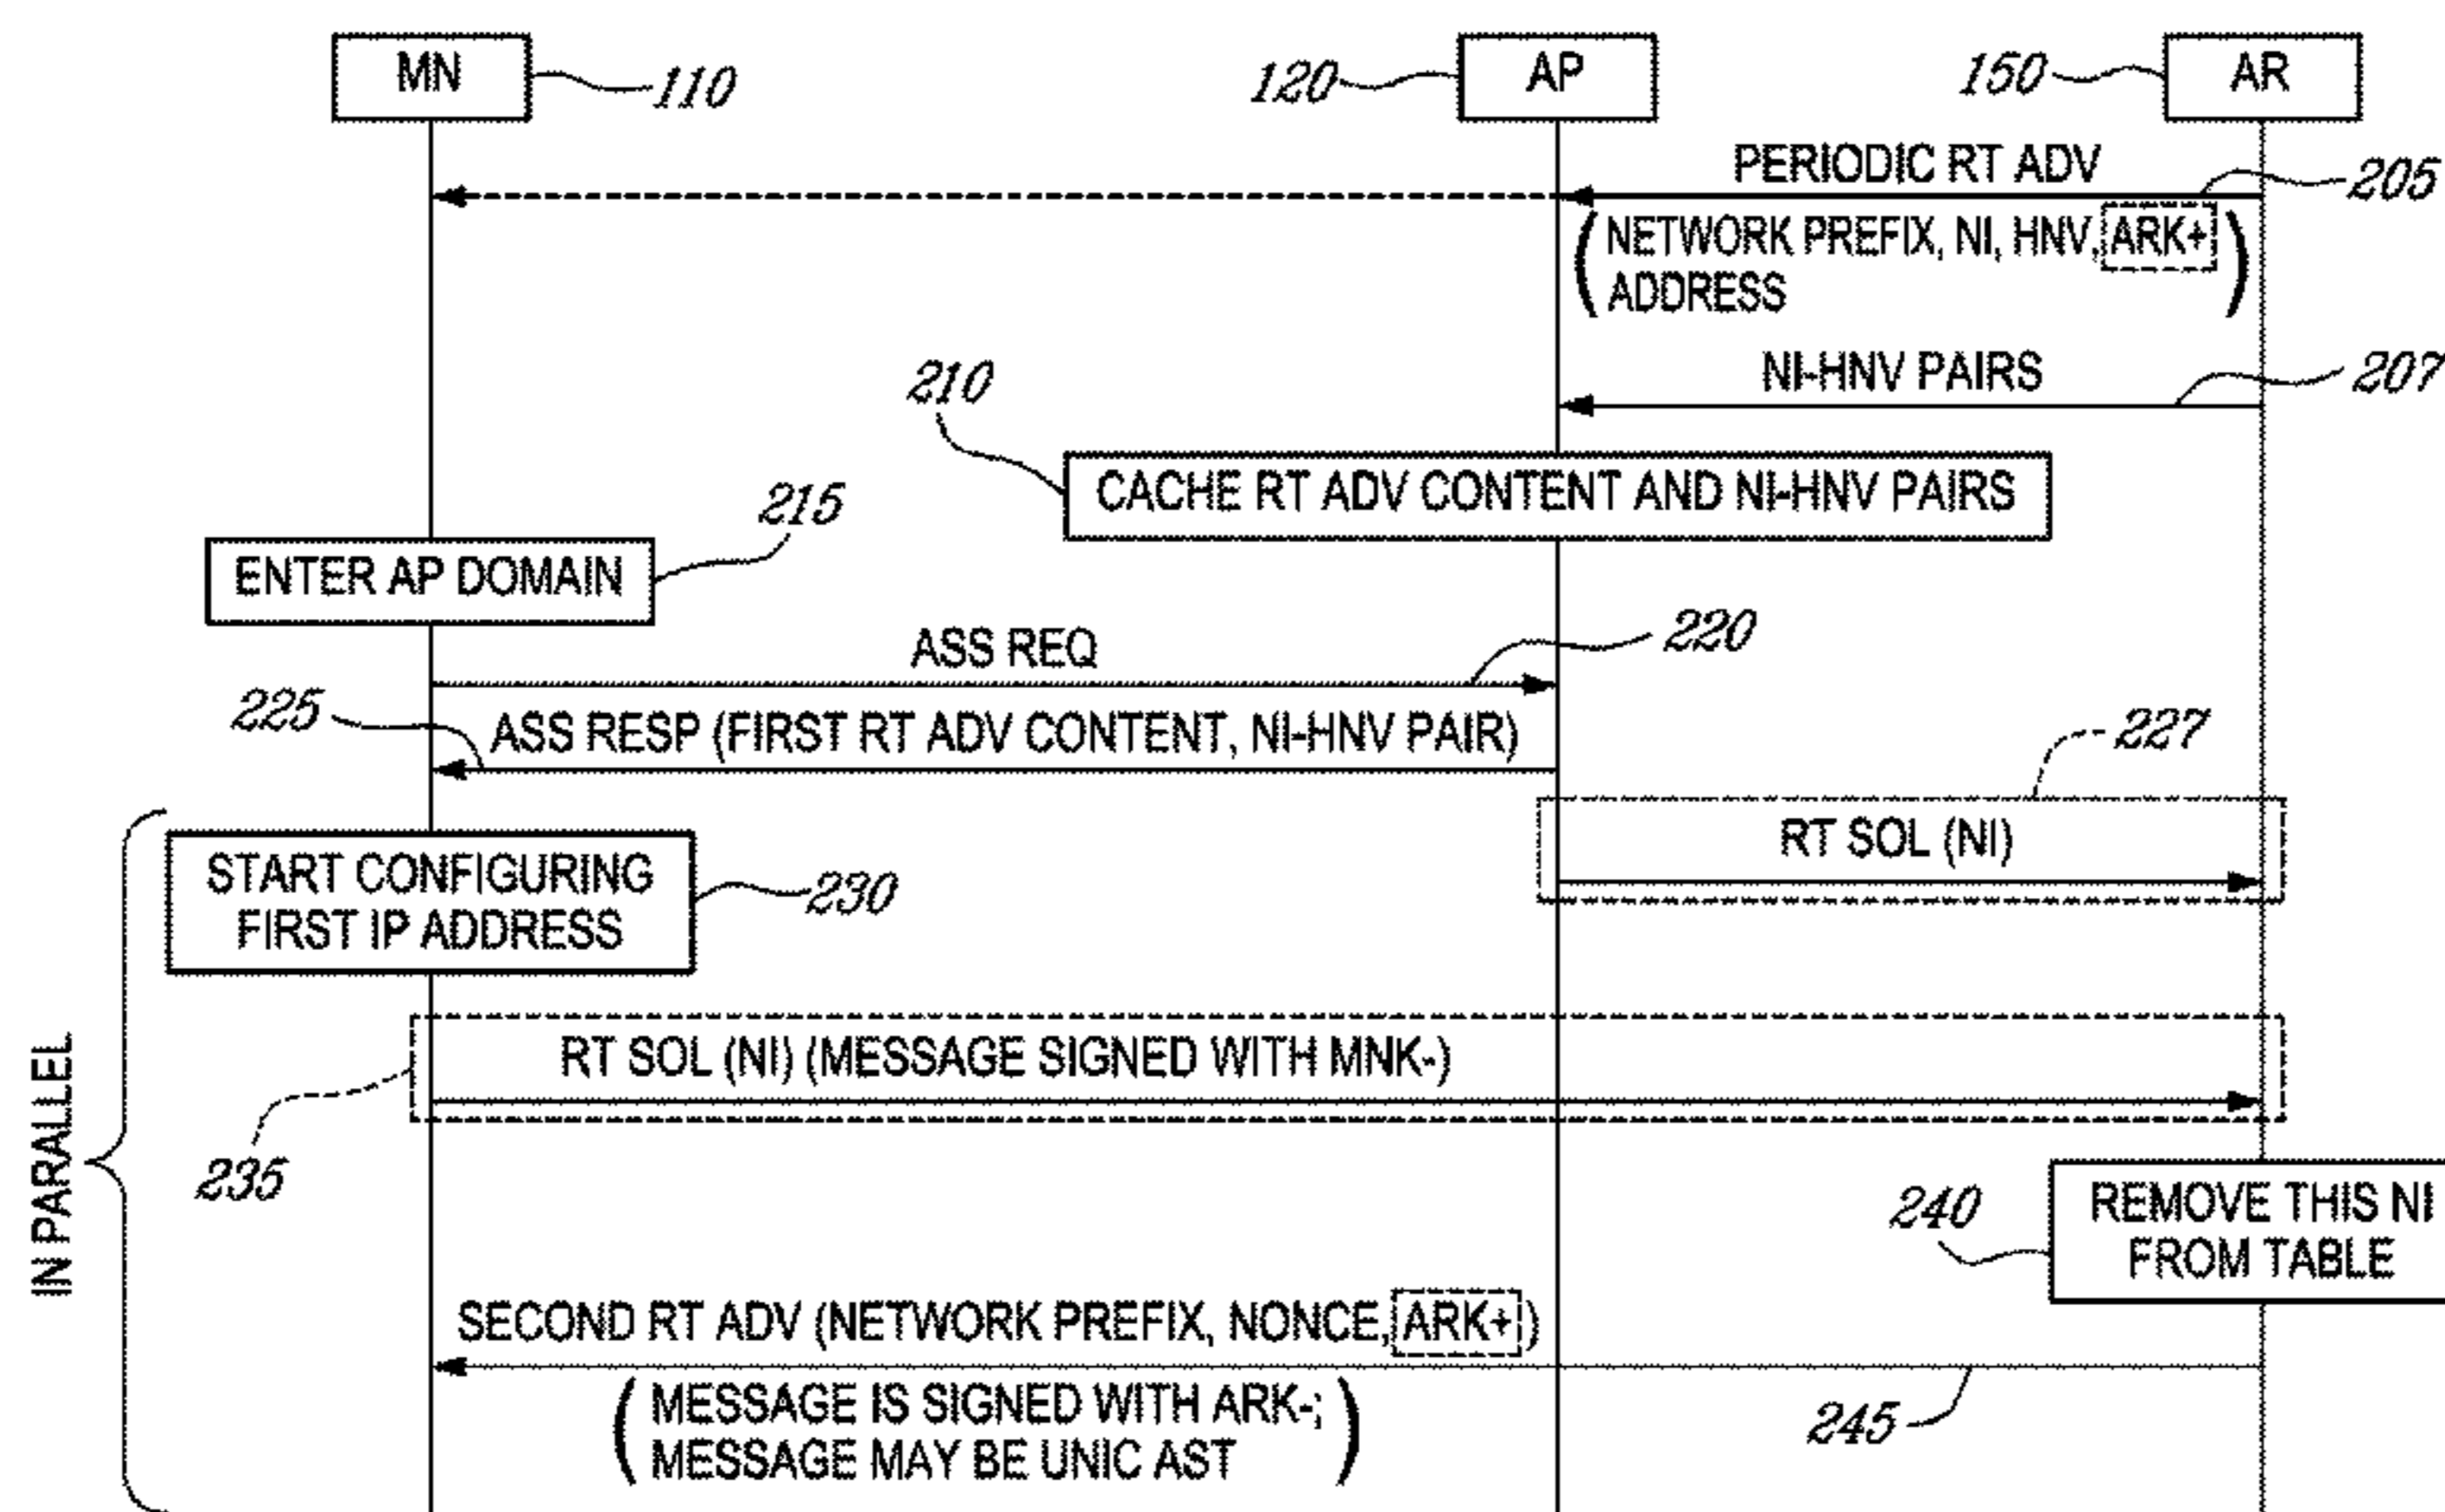 MN
110
120
AP
150
AR
PERIODIC RT ADV
205
(NETWORK PREFIX, NI, HNV, ARK+
ADDRESS)
NI-HNV PAIRS
207
210
CACHE RT ADV CONTENT AND NI-HNV PAIRS
215
ENTER AP DOMAIN
ASS REQ
220
225
ASS RESP (FIRST RT ADV CONTENT, NI-HNV PAIR)
227
RT SOL (NI)
START CONFIGURING
FIRST IP ADDRESS
230
RT SOL (NI) (MESSAGE SIGNED WITH MNK-)
235
IN PARALLEL
240
REMOVE THIS NI
FROM TABLE
SECOND RT ADV (NETWORK PREFIX, NONCE, ARK+)
(MESSAGE IS SIGNED WITH ARK-;
MESSAGE MAY BE UNIC AST)
245